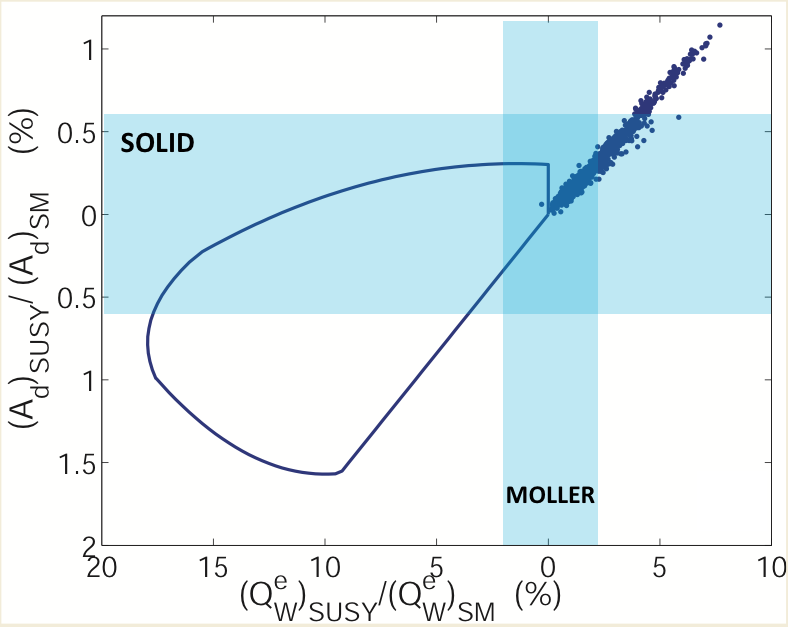 1
0.5
0
0.5
1
1.5
2
20 15 10 5 0 5 10
SOLID
MOLLER
(A_d)_SUSY / (A_d)_SM (%)
(Q^e_W)_SUSY/(Q^e_W)_SM (%)